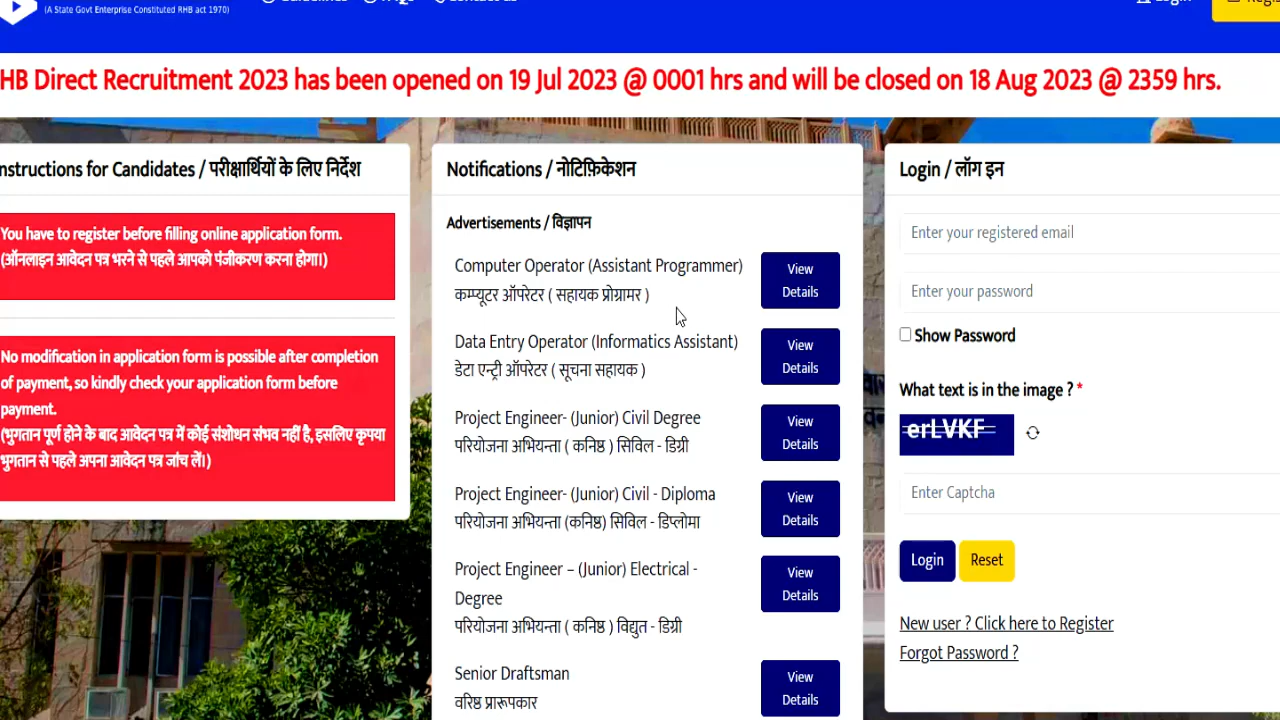 (A State Govt Enterprise Constituted RHB act 1970)
HB Direct Recruitment 2023 has been opened on 19 Jul 2023 @ 0001 hrs and will be closed on 18 Aug 2023 @ 2359 hrs.
nstructions for Candidates / परीक्षार्थियों के लिए निर्देश
You have to register before filling online application form.
(ऑनलाइन आवेदन पत्र भरने से पहले आपको पंजीकरण करना होगा।)
No modification in application form is possible after completion
of payment, so kindly check your application form before
payment.
(भुगतान पूर्ण होने के बाद आवेदन पत्र में कोई संशोधन संभव नहीं है, इसलिए कृपया
भुगतान से पहले अपना आवेदन पत्र जांच लें।)
Notifications / नोटिफ़िकेशन
Advertisements / विज्ञापन
Computer Operator (Assistant Programmer)
कम्प्यूटर ऑपरेटर ( सहायक प्रोग्रामर )
View
Details
Data Entry Operator (Informatics Assistant)
डेटा एन्ट्री ऑपरेटर ( सूचना सहायक )
View
Details
Project Engineer- (Junior) Civil Degree
परियोजना अभियन्ता ( कनिष्ठ ) सिविल - डिग्री
View
Details
Project Engineer- (Junior) Civil - Diploma
परियोजना अभियन्ता (कनिष्ठ) सिविल - डिप्लोमा
View
Details
Project Engineer – (Junior) Electrical -
Degree
परियोजना अभियन्ता ( कनिष्ठ ) विद्युत - डिग्री
View
Details
Senior Draftsman
वरिष्ठ प्रारूपकार
View
Details
Login / लॉग इन
Enter your registered email
Enter your password
Show Password
What text is in the image ? *
erLVKF
Enter Captcha
Login
Reset
New user ? Click here to Register
Forgot Password ?